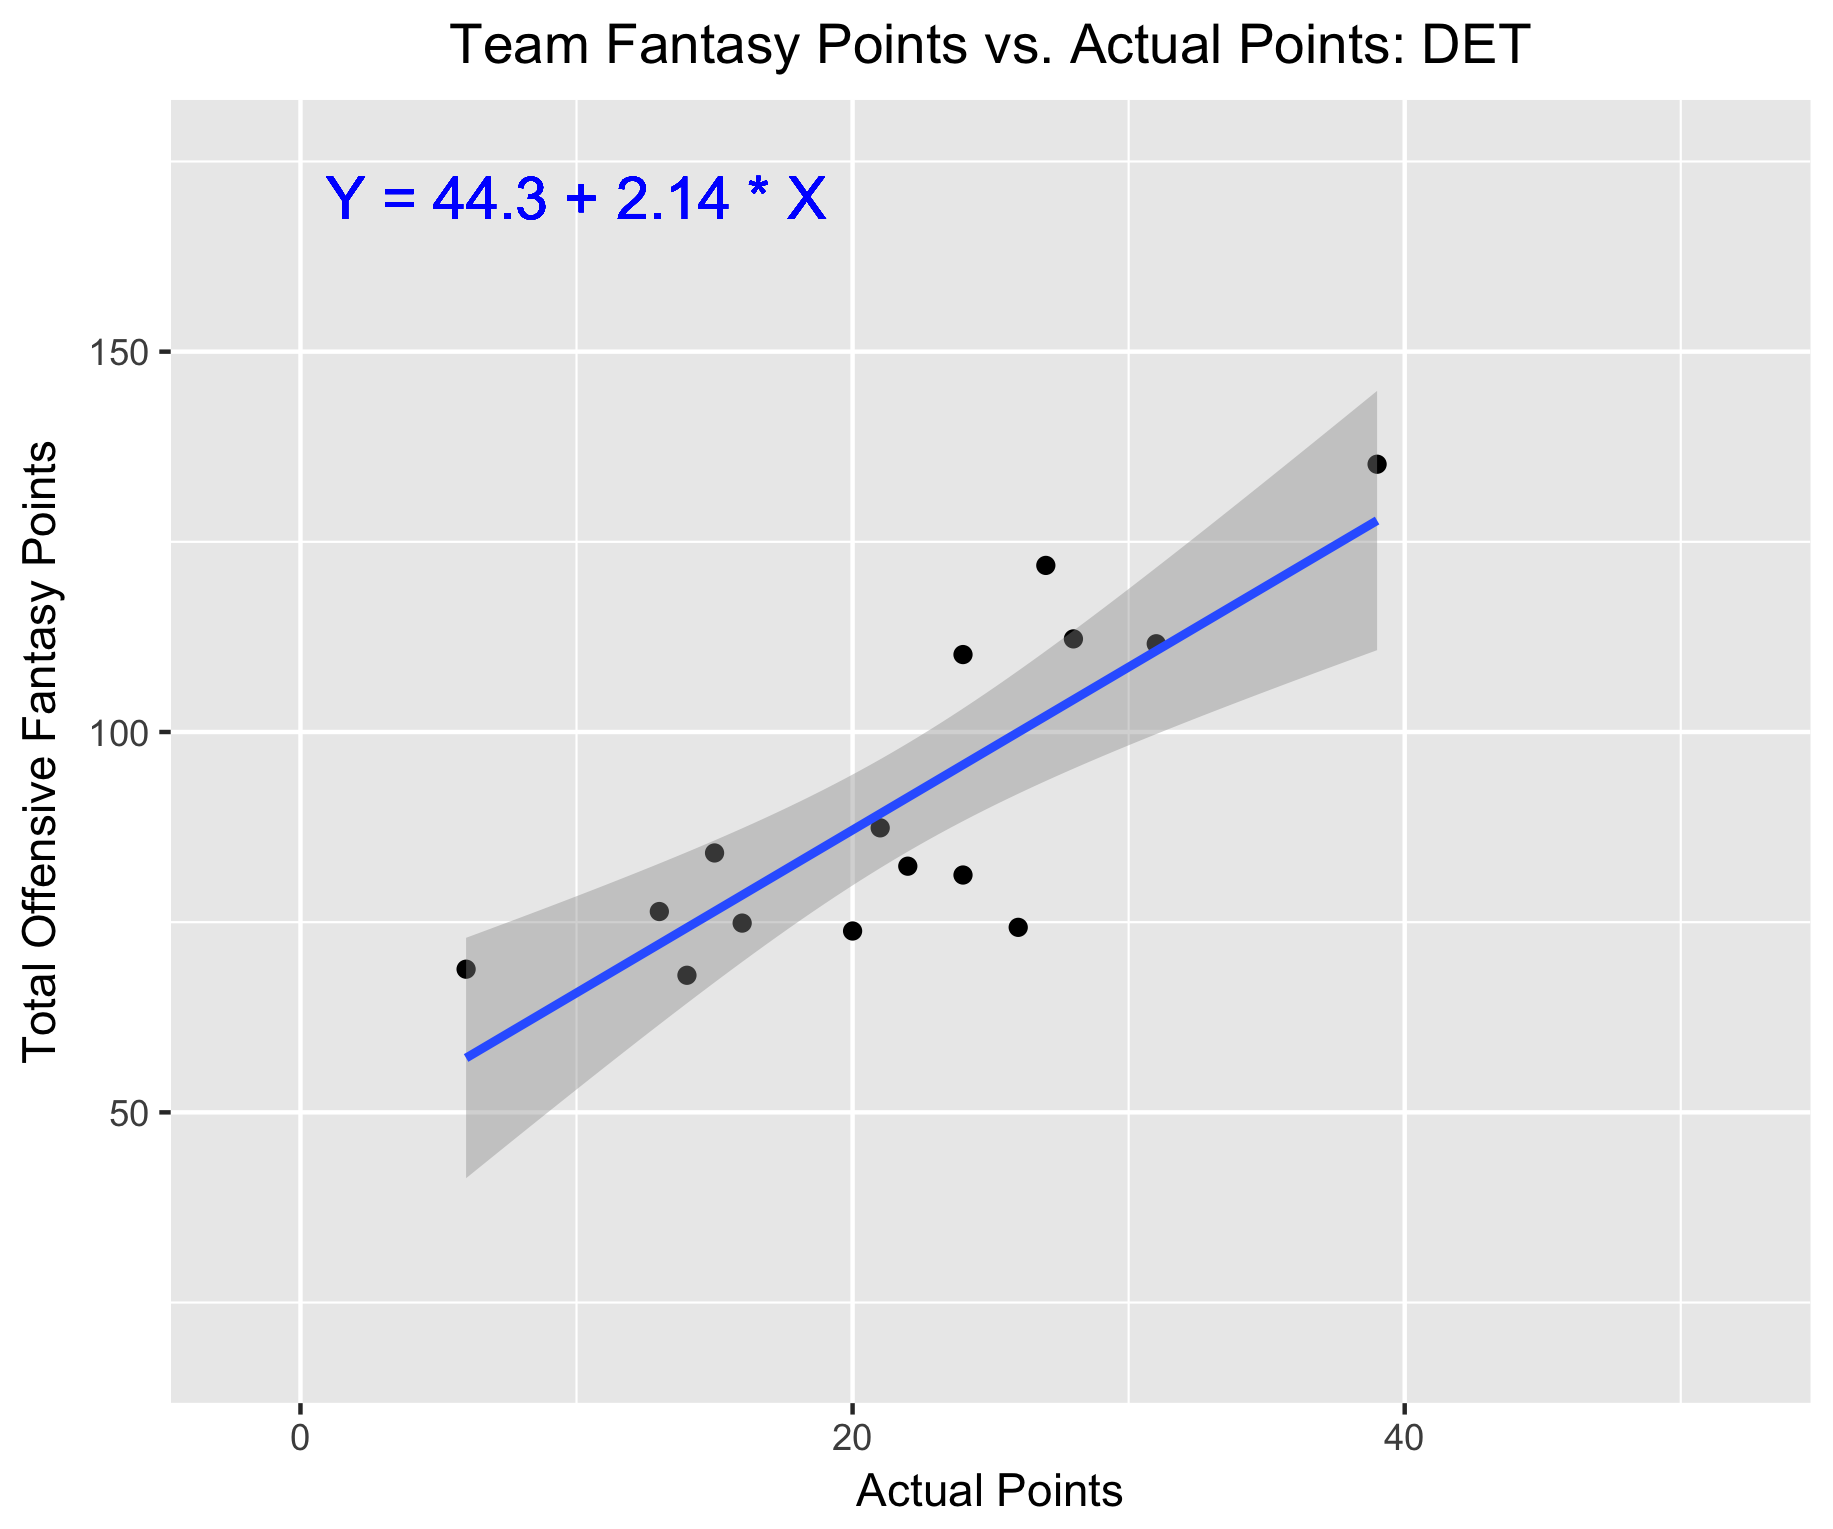 Team Fantasy Points vs. Actual Points: DET
Y = 44.3 + 2.14 * X
Total Offensive Fantasy Points
150
100
50
0 20 40
Actual Points